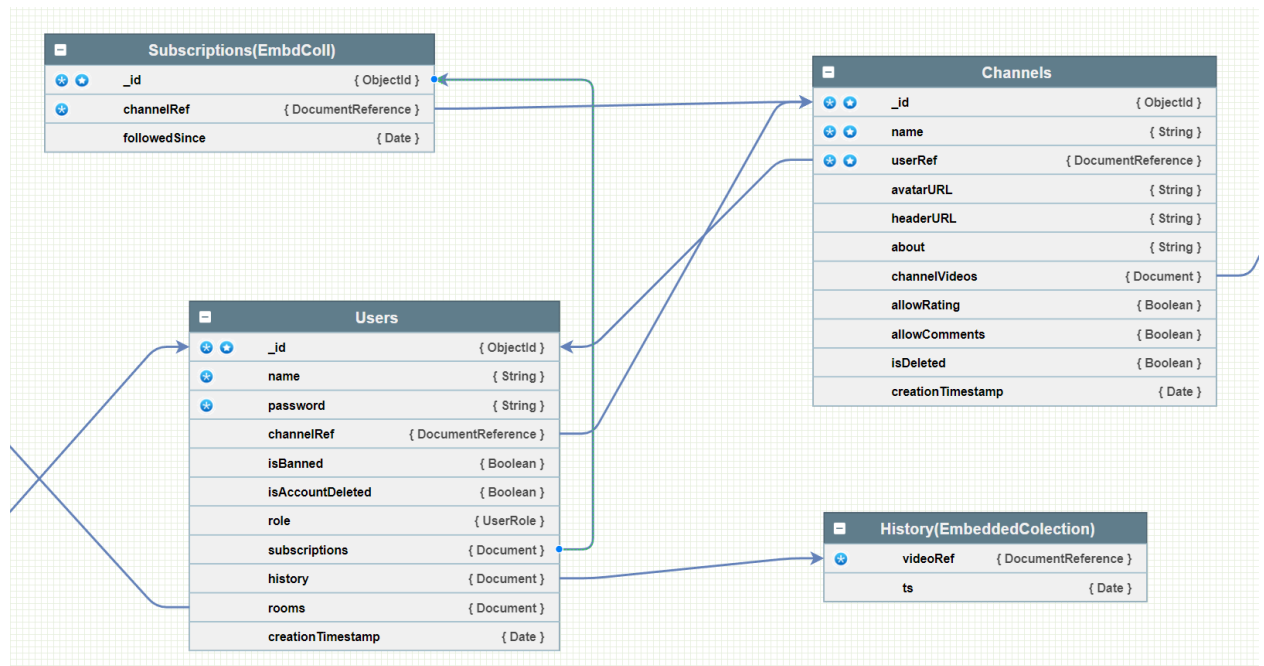 Subscriptions(EmbdColl)
_id { ObjectId }
channelRef { DocumentReference }
followedSince { Date }
Channels
_id { ObjectId }
name { String }
userRef { DocumentReference }
avatarURL { String }
headerURL { String }
about { String }
channelVideos { Document }
allowRating { Boolean }
allowComments { Boolean }
isDeleted { Boolean }
creationTimestamp { Date }
Users
_id { ObjectId }
name { String }
password { String }
channelRef { DocumentReference }
isBanned { Boolean }
isAccountDeleted { Boolean }
role { UserRole }
subscriptions { Document }
history { Document }
rooms { Document }
creationTimestamp { Date }
History(EmbeddedColection)
videoRef { DocumentReference }
ts { Date }